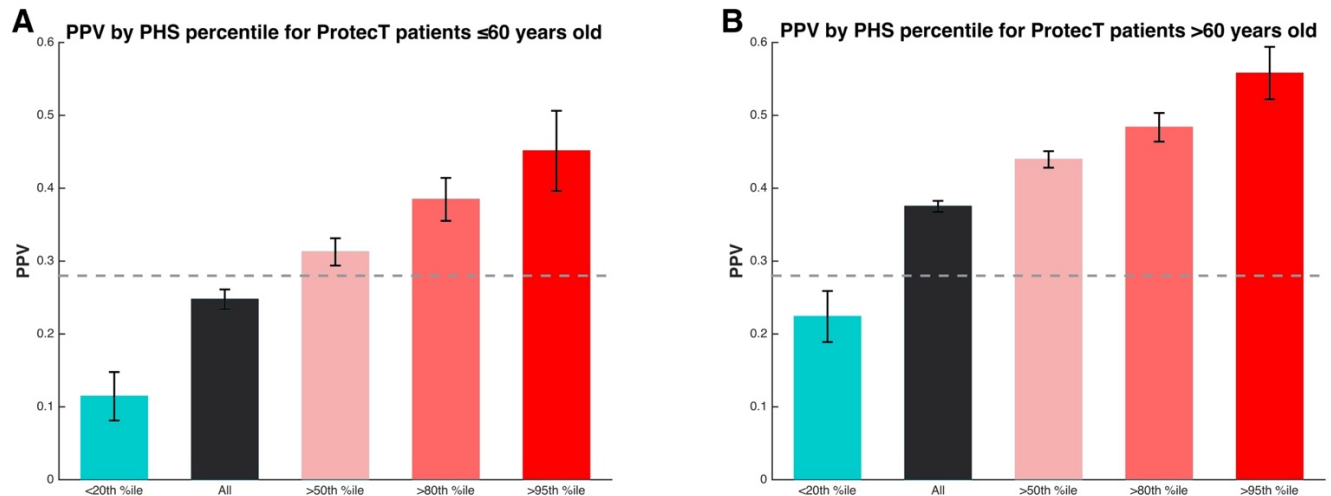 A
PPV by PHS percentile for ProtecT patients ≤60 years old
0.6
0.5
0.4
0.3
0.2
0.1
0
PPV
<20th %ile
All
>50th %ile
>80th %ile
>95th %ile
B
PPV by PHS percentile for ProtecT patients >60 years old
0.6
0.5
0.4
0.3
0.2
0.1
0
PPV
<20th %ile
All
>50th %ile
>80th %ile
>95th %ile